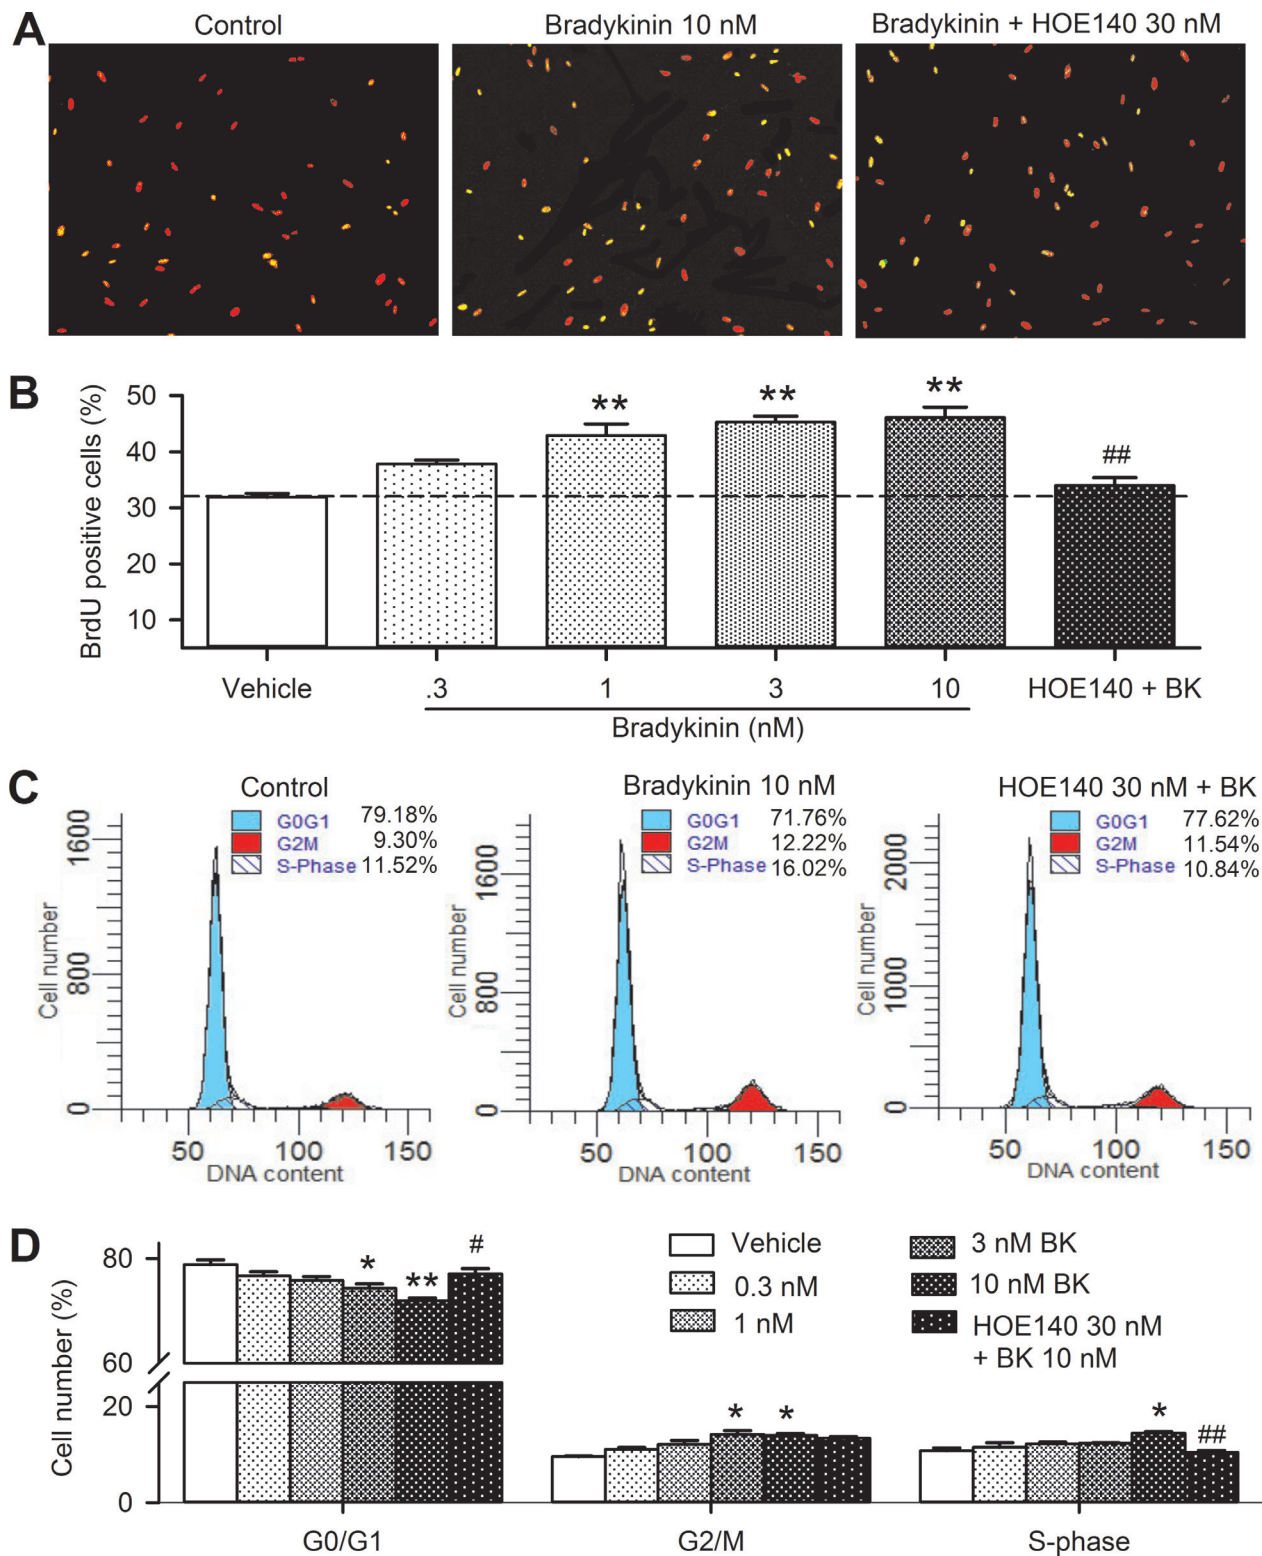 A
Control
Bradykinin 10 nM
Bradykinin + HOE140 30 nM
B
BrdU positive cells (%)
50
40
30
20
10
**
**
**
##
Vehicle
.3
1
3
10
HOE140 + BK
Bradykinin (nM)
C
Control
G0G1 79.18%
G2M 9.30%
S-Phase 11.52%
Cell number
1600
800
0
50 100 150
DNA content
Bradykinin 10 nM
G0G1 71.76%
G2M 12.22%
S-Phase 16.02%
Cell number
1600
800
0
50 100 150
DNA content
HOE140 30 nM + BK
G0G1 77.62%
G2M 11.54%
S-Phase 10.84%
Cell number
2000
1000
0
50 100 150
DNA content
D
Cell number (%)
80
60
20
0
*
**
#
*
*
*
##
Vehicle
0.3 nM
1 nM
3 nM BK
10 nM BK
HOE140 30 nM
+ BK 10 nM
G0/G1
G2/M
S-phase